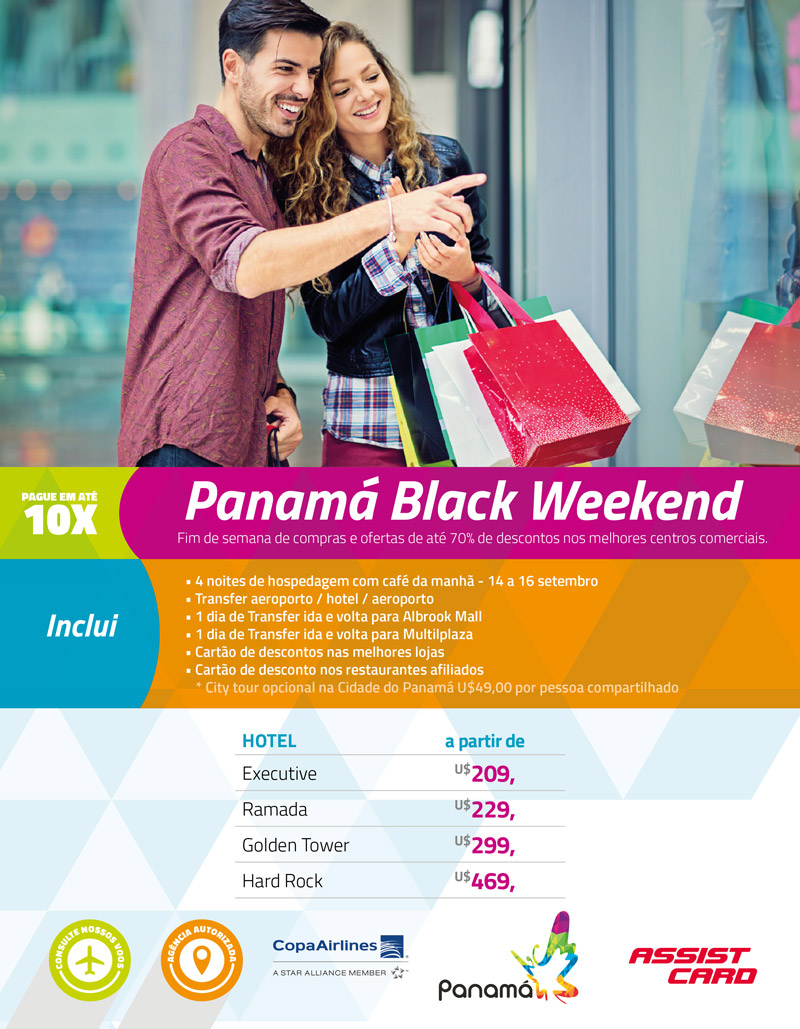 PAGUE EM ATÉ
10X
Panamá Black Weekend
Fim de semana de compras e ofertas de até 70% de descontos nos melhores centros comerciais.
Inclui
• 4 noites de hospedagem com café da manhã - 14 a 16 setembro
• Transfer aeroporto / hotel / aeroporto
• 1 dia de Transfer ida e volta para Albrook Mall
• 1 dia de Transfer ida e volta para Multilplaza
• Cartão de descontos nas melhores lojas
• Cartão de desconto nos restaurantes afiliados
* City tour opcional na Cidade do Panamá U$49,00 por pessoa compartilhado
HOTEL a partir de
Executive U$209,
Ramada U$229,
Golden Tower U$299,
Hard Rock U$469,
CONSULTE NOSSOS VOOS
AGÊNCIA AUTORIZADA
CopaAirlines
A STAR ALLIANCE MEMBER
Panamá
ASSIST
CARD